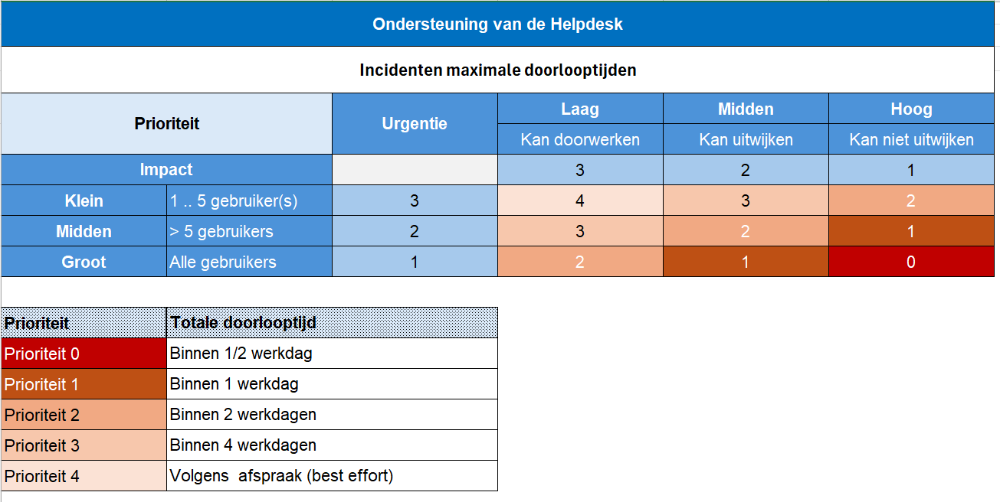 Ondersteuning van de Helpdesk
Incidenten maximale doorlooptijden
Prioriteit Urgentie Laag Midden Hoog
Kan doorwerken Kan uitwijken Kan niet uitwijken
Impact 3 2 1
Klein 1 .. 5 gebruiker(s) 3 4 3 2
Midden > 5 gebruikers 2 3 2 1
Groot Alle gebruikers 1 2 1 0
Prioriteit Totale doorlooptijd
Prioriteit 0 Binnen 1/2 werkdag
Prioriteit 1 Binnen 1 werkdag
Prioriteit 2 Binnen 2 werkdagen
Prioriteit 3 Binnen 4 werkdagen
Prioriteit 4 Volgens  afspraak (best effort)